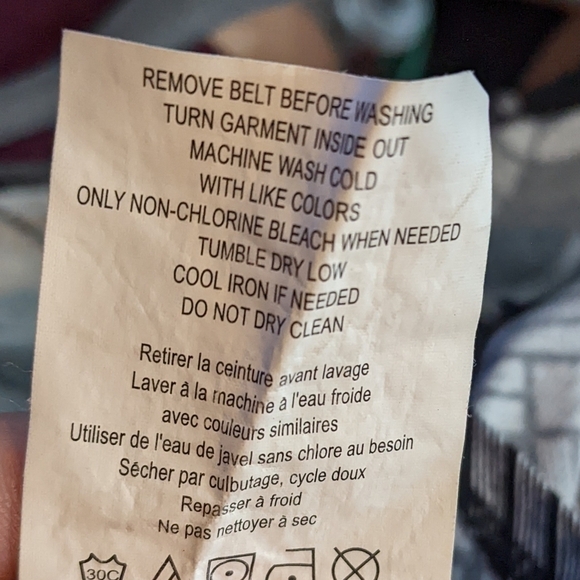 REMOVE BELT BEFORE WASHING
TURN GARMENT INSIDE OUT
MACHINE WASH COLD
WITH LIKE COLORS
ONLY NON-CHLORINE BLEACH WHEN NEEDED
TUMBLE DRY LOW
COOL IRON IF NEEDED
DO NOT DRY CLEAN
Retirer la ceinture avant lavage
Laver à la machine à l'eau froide
avec couleurs similaires
Utiliser de l'eau de javel sans chlore au besoin
Sécher par culbutage, cycle doux
Repasser à froid
Ne pas nettoyer à sec
30C